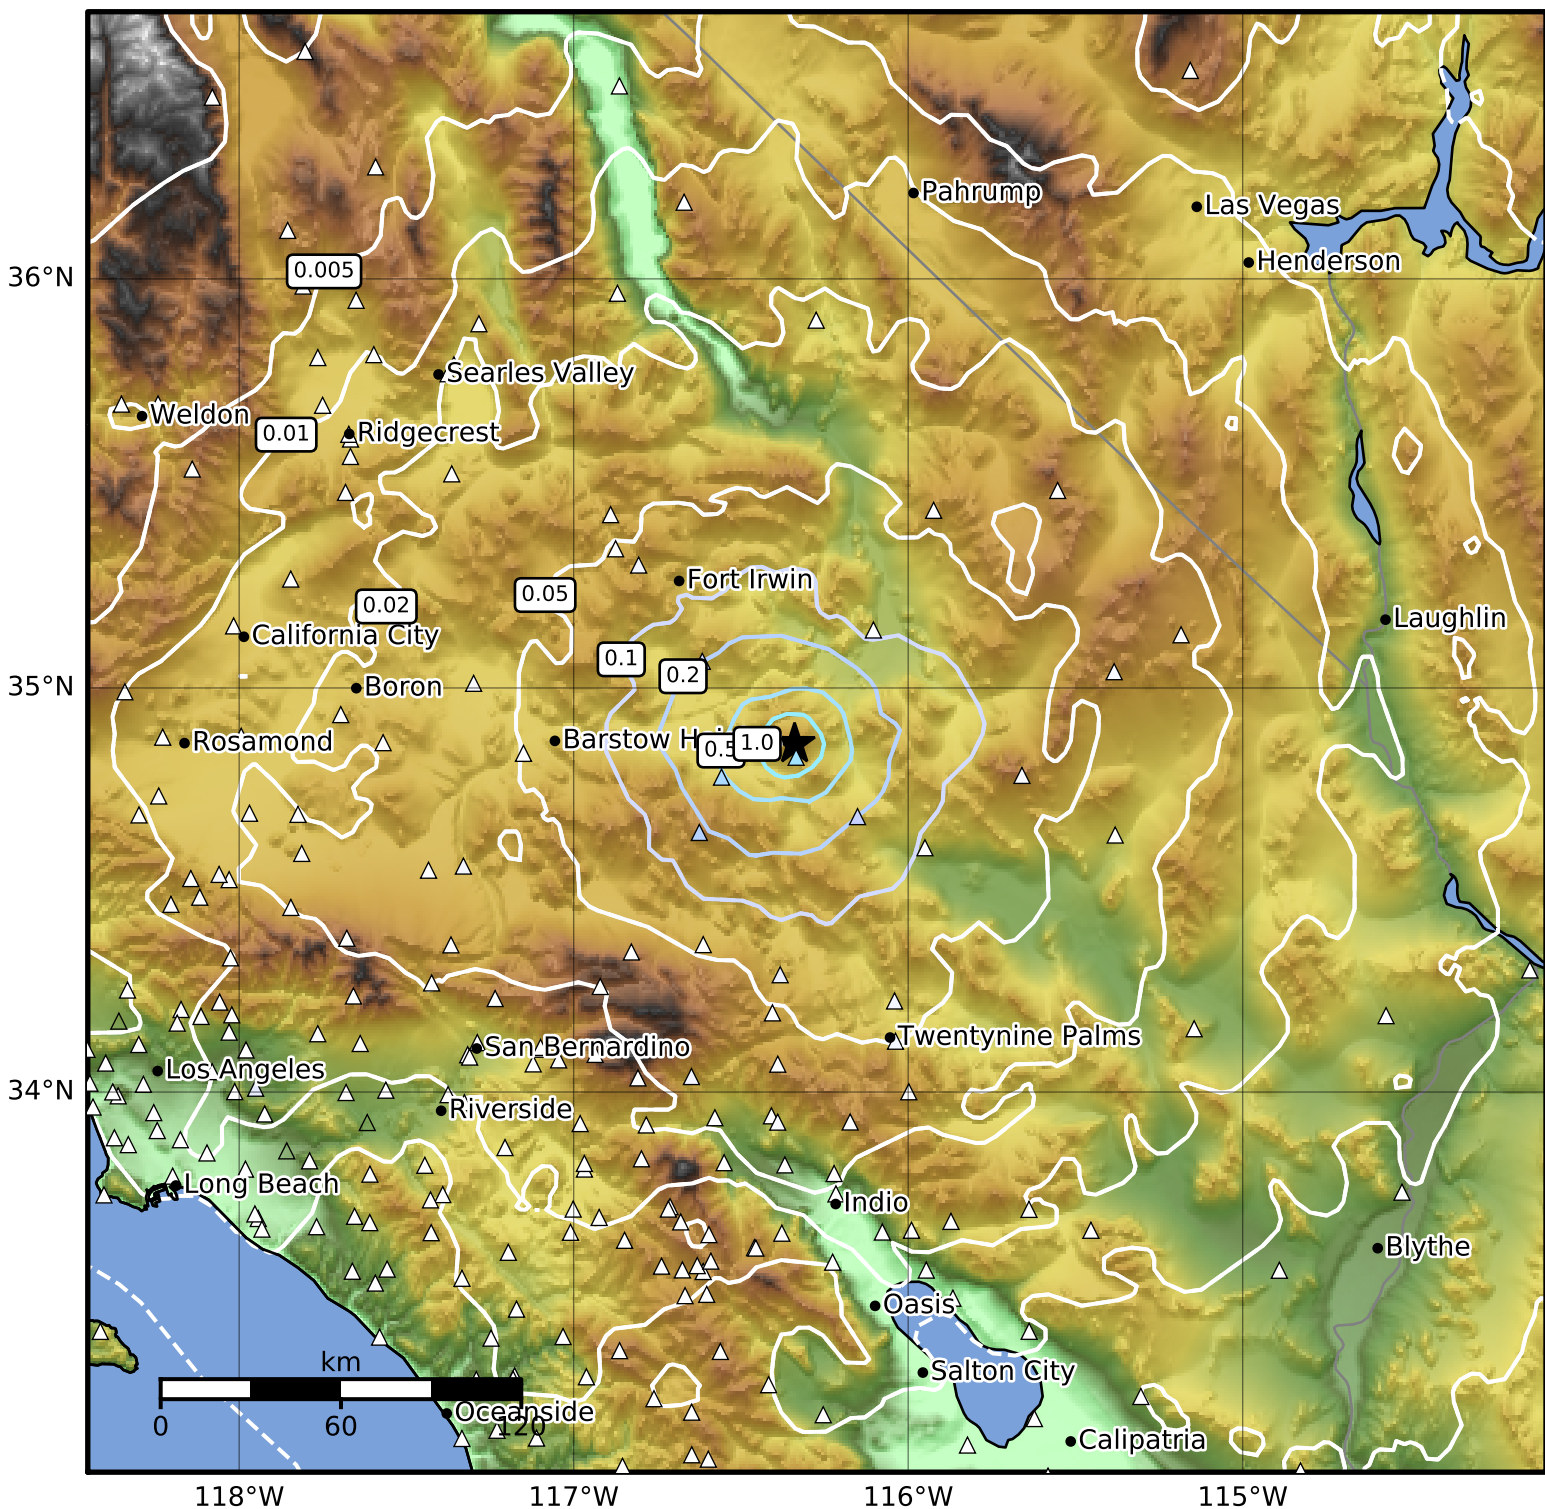 Pahrump
Las Vegas
Henderson
36°N
0.005
Searles Valley
Weldon
0.01
Ridgecrest
Fort Irwin
0.05
0.02
California City
Laughlin
0.1
0.2
35°N
Boron
Rosamond
Barstow
1.0
Twentynine Palms
San Bernardino
Los Angeles
34°N
Riverside
Long Beach
Indio
Blythe
Oasis
km
Salton City
0 60 120
Oceanside
Calipatria
118°W 117°W 116°W 115°W